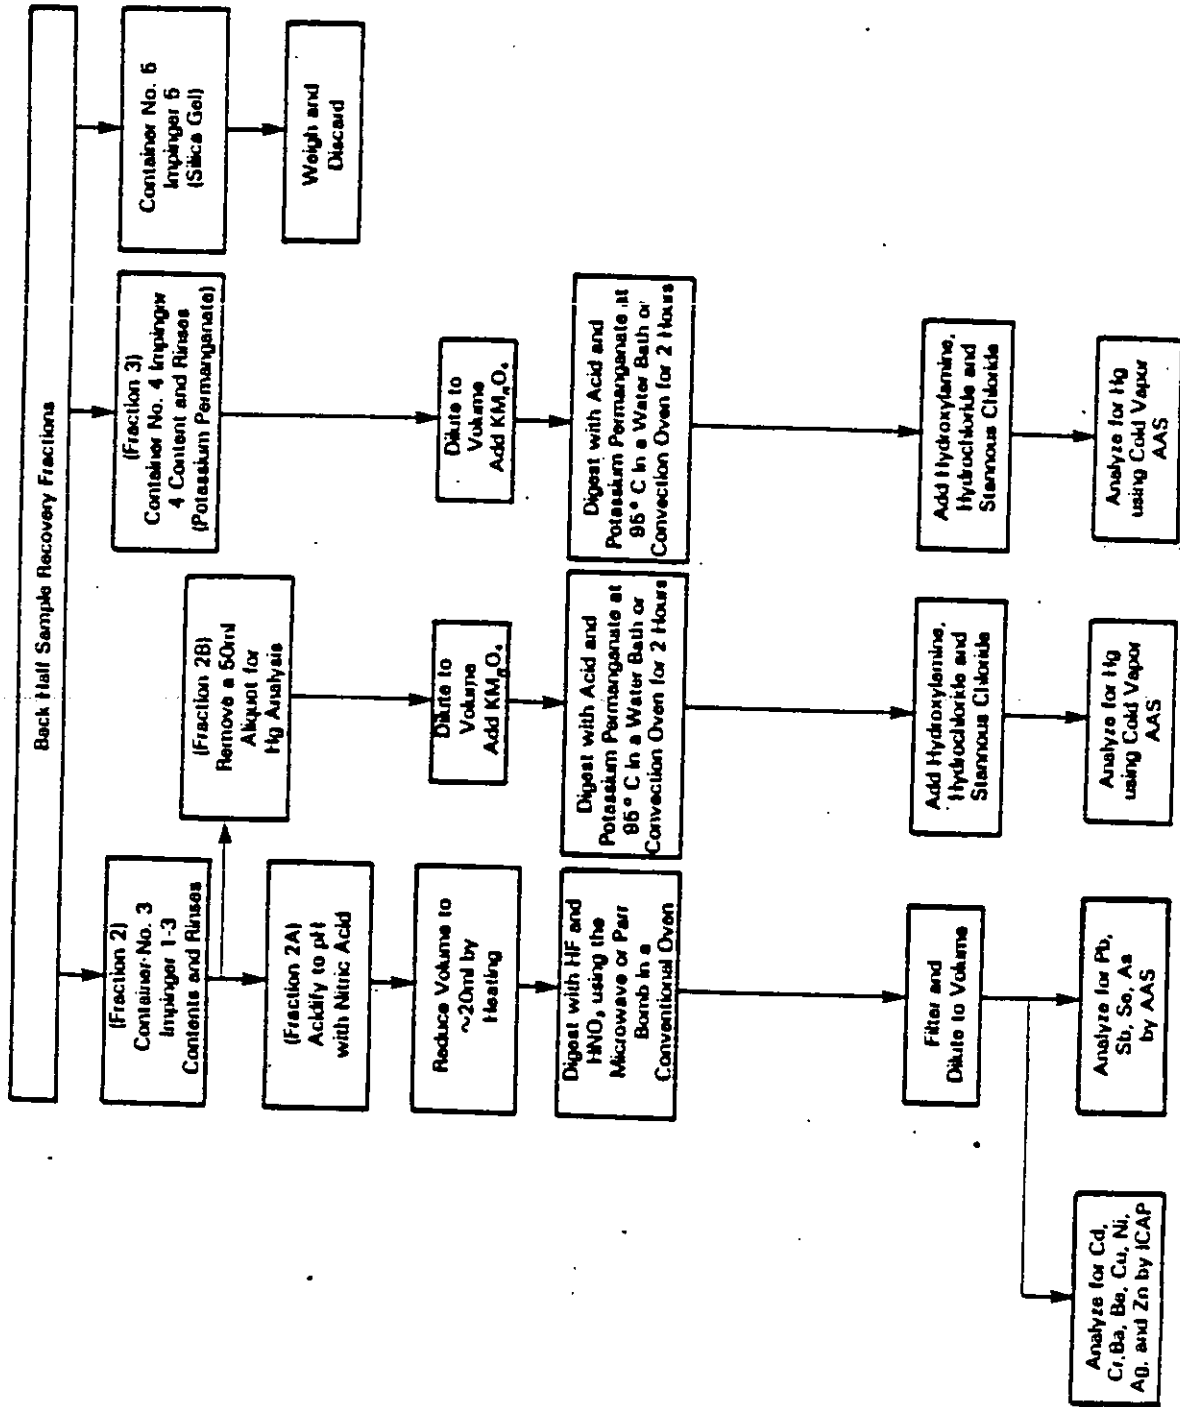 Back Half Sample Recovery Fractions
(Fraction 2)
Container No. 3
Impinger 1-3
Contents and Rinses
(Fraction 3)
Container No. 4 Impinger
4 Content and Rinses
(Potassium Permanganate)
Container No. 5
Impinger 5
(Silica Gel)
(Fraction 2B)
Remove a 50ml
Aliquot for
Hg Analysis
(Fraction 2A)
Acidify to pH
with Nitric Acid
Weigh and
Discard
Reduce Volume to
~20ml by
Heating
Dilute to
Volume
Add KMnO₄
Dilute to
Volume
Add KMnO₄
Digest with HF and
HNO₃ using the
Microwave or Parr
Bomb in a
Conventional Oven
Digest with Acid and
Potassium Permanganate at
95° C in a Water Bath or
Convection Oven for 2 Hours
Digest with Acid and
Potassium Permanganate at
95° C in a Water Bath or
Convection Oven for 2 Hours
Filter and
Dilute to Volume
Add Hydroxylamine,
Hydrochloride and
Stannous Chloride
Add Hydroxylamine,
Hydrochloride and
Stannous Chloride
Analyze for Cd,
Cr, Ba, Be, Cu, Ni,
Ag, and Zn by ICAP
Analyze for Pb,
Sb, Se, As
by AAS
Analyze for Hg
using Cold Vapor
AAS
Analyze for Hg
using Cold Vapor
AAS